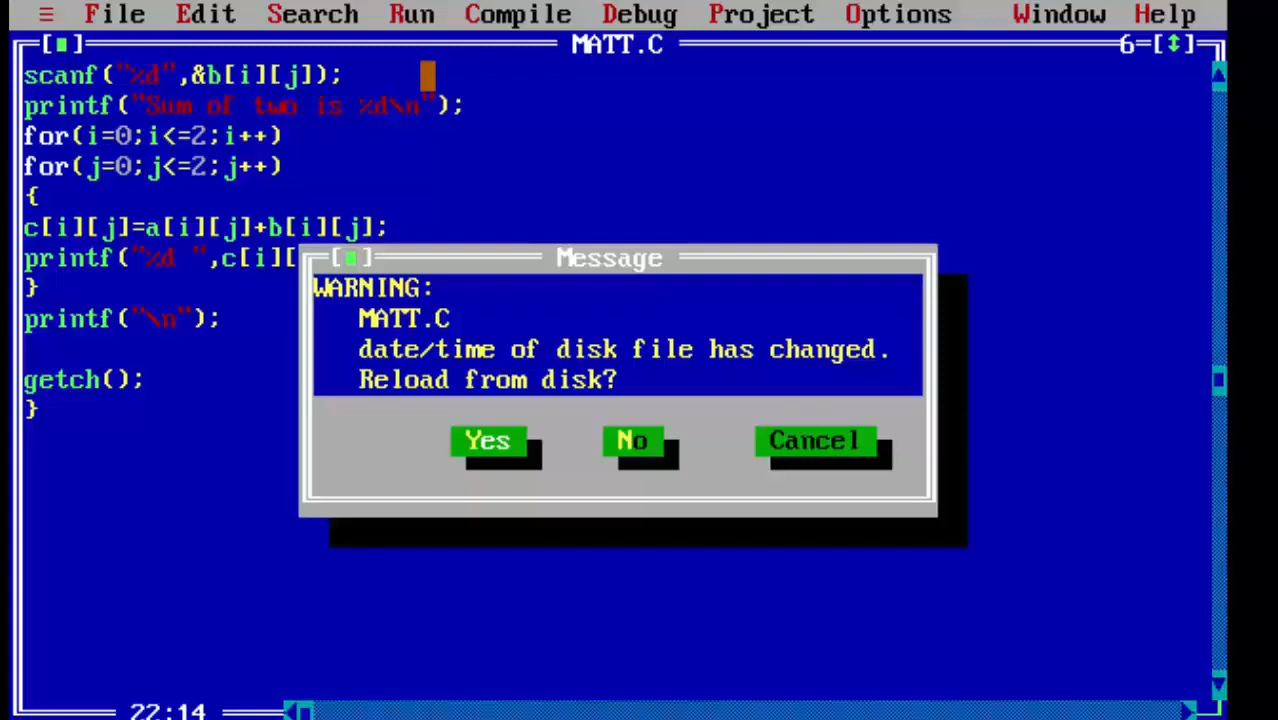 ≡ File Edit Search Run Compile Debug Project Options Window Help
[■] MATT.C 6=[↕]
scanf("%d",&b[i][j]);
printf("Sum of two is %d\n");
for(i=0;i<=2;i++)
for(j=0;j<=2;j++)
{
c[i][j]=a[i][j]+b[i][j];
printf("%d ",c[i][
}
printf("\n");
getch();
}
[■] Message
WARNING:
MATT.C
date/time of disk file has changed.
Reload from disk?
Yes No Cancel
22:14